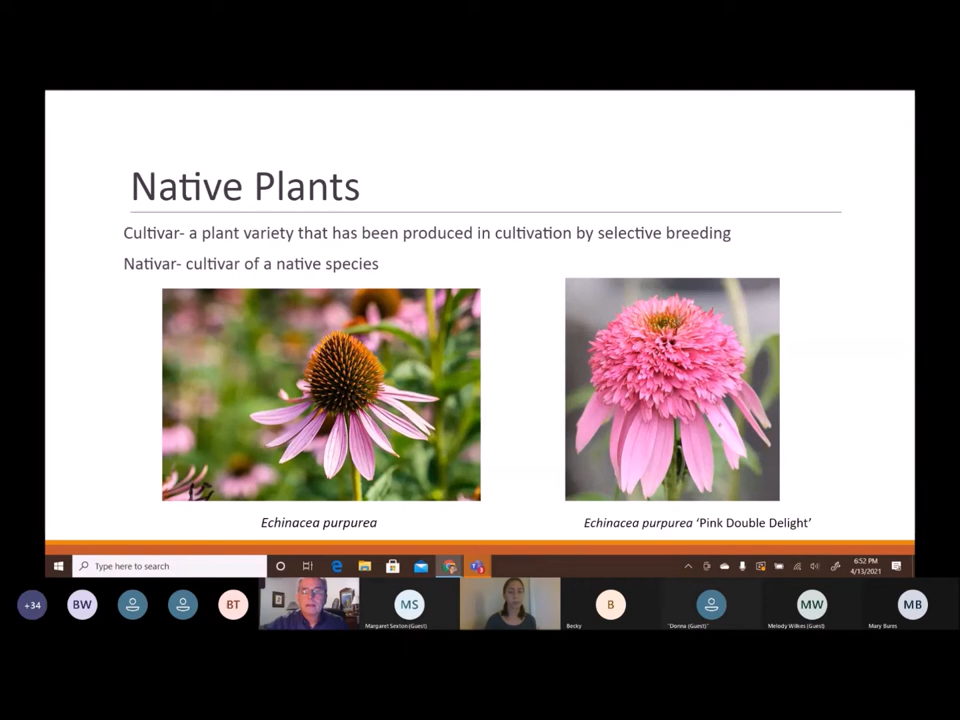 Native Plants
Cultivar- a plant variety that has been produced in cultivation by selective breeding
Nativar- cultivar of a native species
Echinacea purpurea
Echinacea purpurea ‘Pink Double Delight’
Type here to search
6:52 PM
4/13/2021
+34
BW
BT
MS
B
MW
MB
Margaret Sexton (Guest)
Becky
"Donna (Guest)"
Melody Wilkes (Guest)
Mary Bures